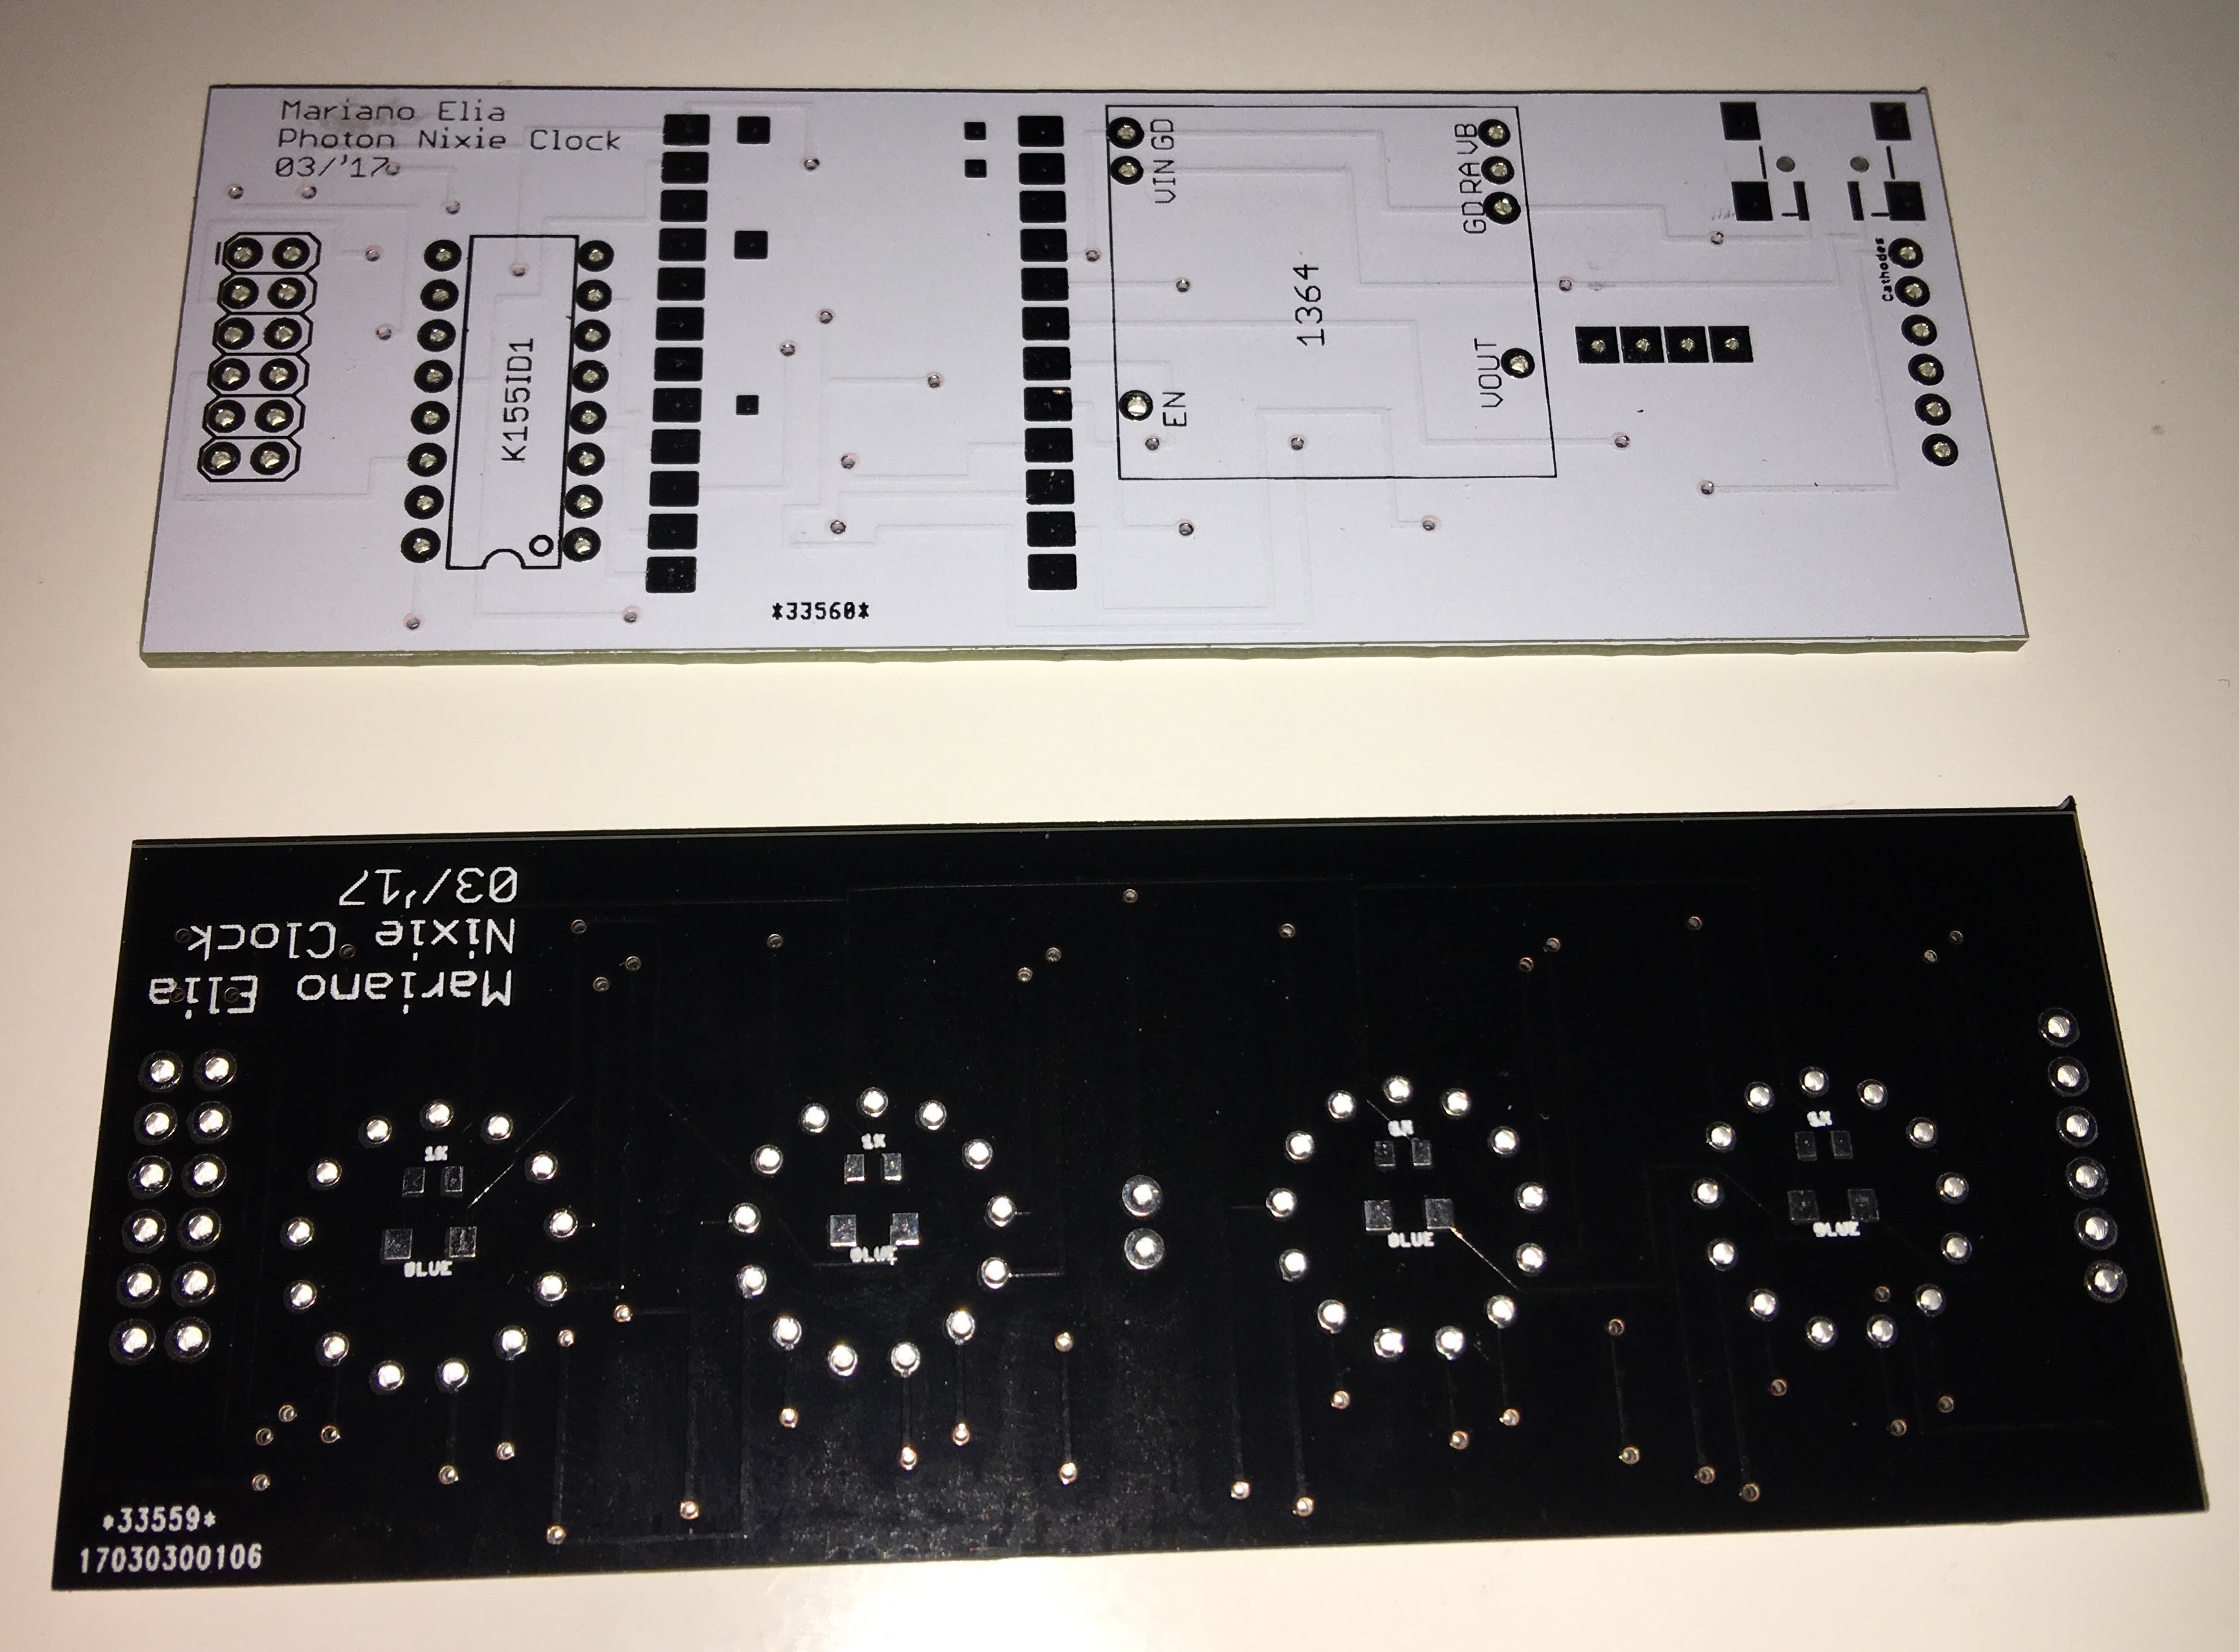 Mariano Elia
Photon Nixie Clock
03/'17
K155ID1
*33560*
GD
VIN
EN
1364
VB
RA
GD
VOUT
Cathodes
Mariano Elia
Nixie Clock
03/'17
1K
BLUE
1K
BLUE
1K
BLUE
1K
BLUE
*33559*
17030300106